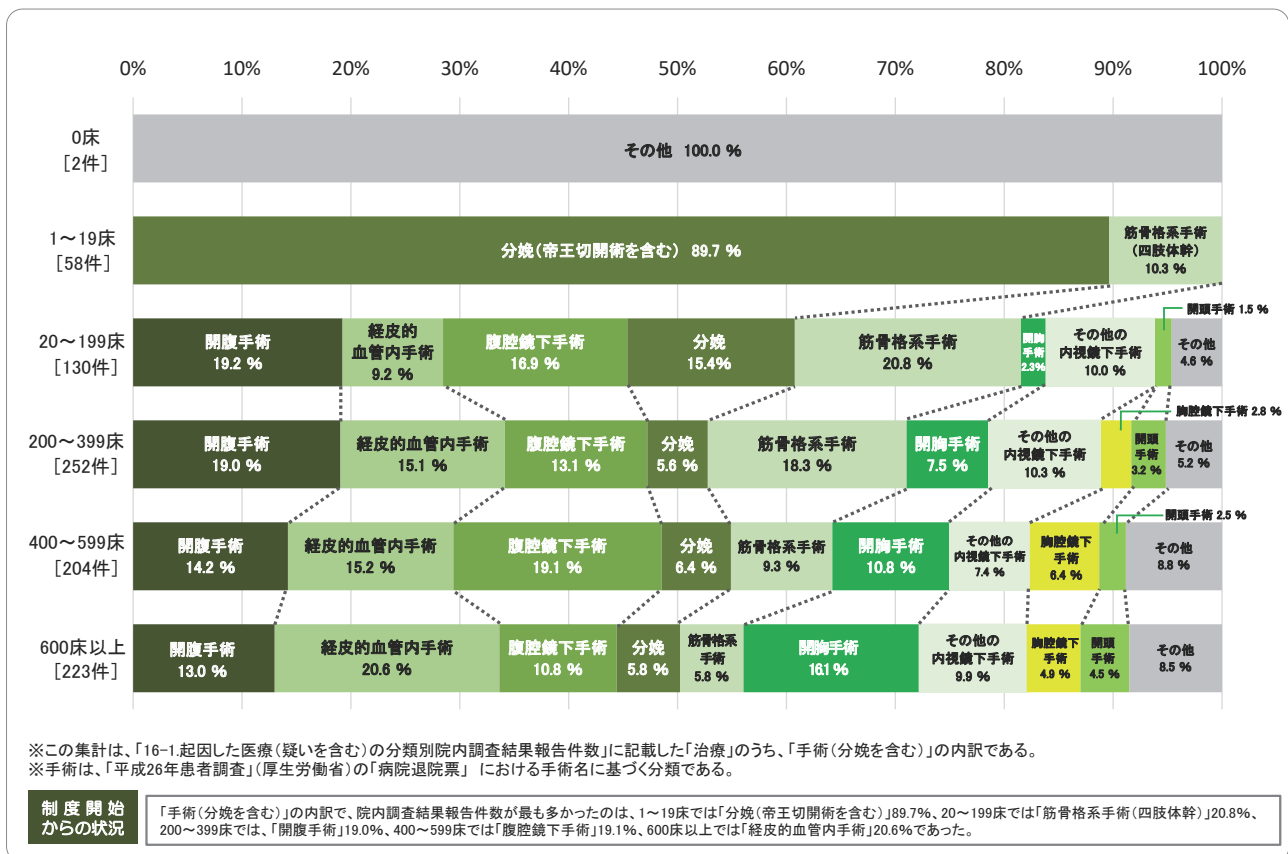 0% 10% 20% 30% 40% 50% 60% 70% 80% 90% 100%
0床
[2件]
その他 100.0 %
1～19床
[58件]
分娩(帝王切開術を含む) 89.7 %
筋骨格系手術
(四肢体幹)
10.3 %
20～199床
[130件]
開腹手術
19.2 %
経皮的
血管内手術
9.2 %
腹腔鏡下手術
16.9 %
分娩
15.4%
筋骨格系手術
20.8 %
開胸
手術
2.3%
その他の
内視鏡下手術
10.0 %
開頭手術 1.5 %
その他
4.6 %
200～399床
[252件]
開腹手術
19.0 %
経皮的血管内手術
15.1 %
腹腔鏡下手術
13.1 %
分娩
5.6 %
筋骨格系手術
18.3 %
開胸手術
7.5 %
その他の
内視鏡下手術
10.3 %
胸腔鏡下手術 2.8 %
開頭
手術
3.2 %
その他
5.2 %
400～599床
[204件]
開腹手術
14.2 %
経皮的血管内手術
15.2 %
腹腔鏡下手術
19.1 %
分娩
6.4 %
筋骨格系手術
9.3 %
開胸手術
10.8 %
その他の
内視鏡下手術
7.4 %
胸腔鏡下
手術
6.4 %
開頭手術 2.5 %
その他
8.8 %
600床以上
[223件]
開腹手術
13.0 %
経皮的血管内手術
20.6 %
腹腔鏡下手術
10.8 %
分娩
5.8 %
筋骨格系
手術
5.8 %
開胸手術
16.1 %
その他の
内視鏡下手術
9.9 %
胸腔鏡下
手術
4.9 %
開頭
手術
4.5 %
その他
8.5 %
※この集計は、「16-1.起因した医療(疑いを含む)の分類別院内調査結果報告件数」に記載した「治療」のうち、「手術(分娩を含む)」の内訳である。
※手術は、「平成26年患者調査」(厚生労働省)の「病院退院票」 における手術名に基づく分類である。
制度開始
からの状況
「手術(分娩を含む)」の内訳で、院内調査結果報告件数が最も多かったのは、1～19床では「分娩(帝王切開術を含む)」89.7%、20～199床では「筋骨格系手術(四肢体幹)」20.8%、
200～399床では、「開腹手術」19.0%、400～599床では「腹腔鏡下手術」19.1%、600床以上では「経皮的血管内手術」20.6%であった。